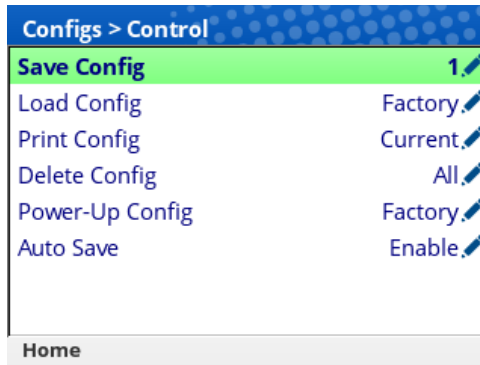 Configs > Control
Save Config 1
Load Config Factory
Print Config Current
Delete Config All
Power-Up Config Factory
Auto Save Enable
Home